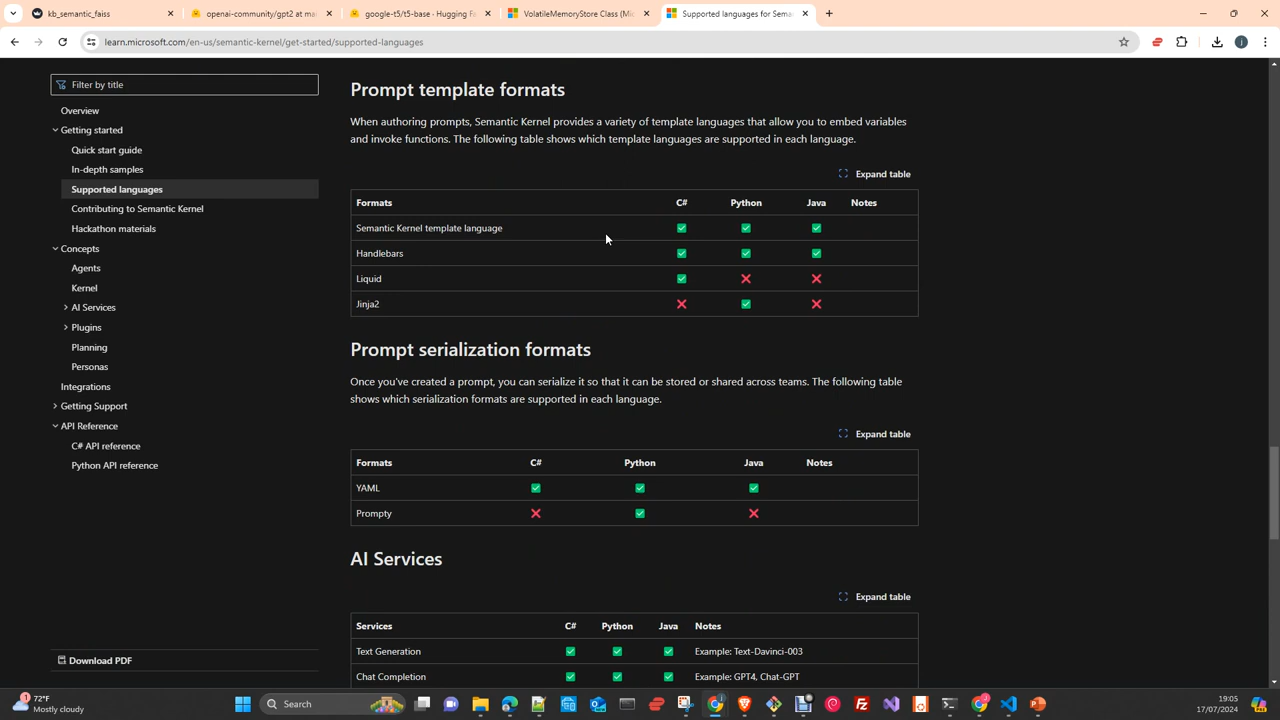 kb_semantic_faiss
openai-community/gpt2 at mai
google-t5/t5-base · Hugging Fa
VolatileMemoryStore Class (Mic
Supported languages for Sema
learn.microsoft.com/en-us/semantic-kernel/get-started/supported-languages
Filter by title
Overview
Getting started
Quick start guide
In-depth samples
Supported languages
Contributing to Semantic Kernel
Hackathon materials
Concepts
Agents
Kernel
AI Services
Plugins
Planning
Personas
Integrations
Getting Support
API Reference
C# API reference
Python API reference
Download PDF
Prompt template formats
When authoring prompts, Semantic Kernel provides a variety of template languages that allow you to embed variables
and invoke functions. The following table shows which template languages are supported in each language.
Expand table
Formats C# Python Java Notes
Semantic Kernel template language
Handlebars
Liquid
Jinja2
Prompt serialization formats
Once you've created a prompt, you can serialize it so that it can be stored or shared across teams. The following table
shows which serialization formats are supported in each language.
Expand table
Formats C# Python Java Notes
YAML
Prompty
AI Services
Expand table
Services C# Python Java Notes
Text Generation Example: Text-Davinci-003
Chat Completion Example: GPT4, Chat-GPT
72°F
Mostly cloudy
Search
19:05
17/07/2024